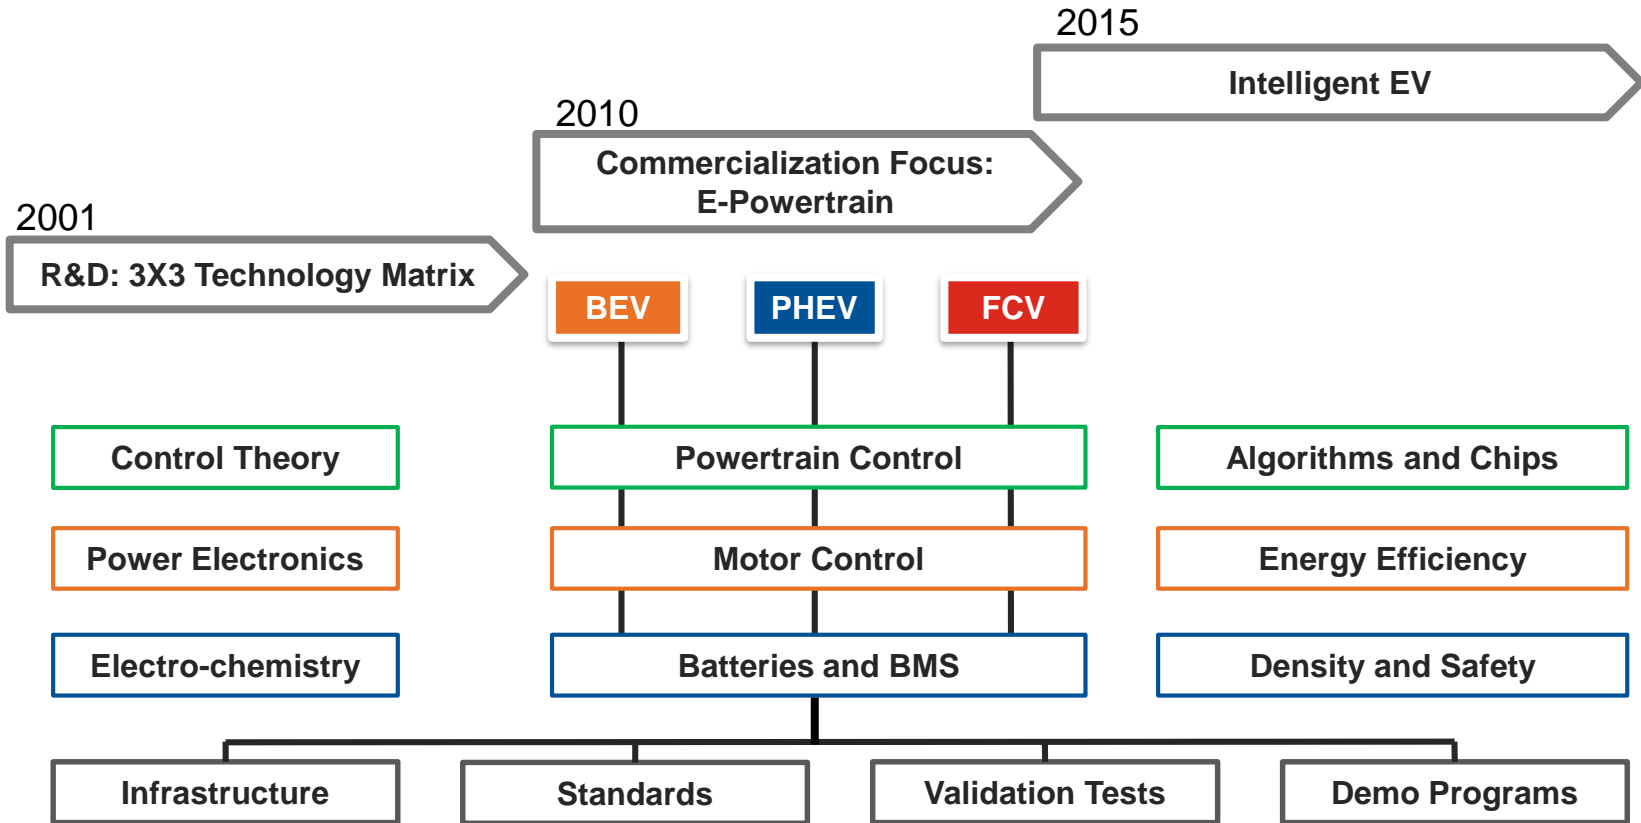 2015
Intelligent EV
2010
Commercialization Focus:
E-Powertrain
2001
R&D: 3X3 Technology Matrix
BEV
PHEV
FCV
Control Theory
Powertrain Control
Algorithms and Chips
Power Electronics
Motor Control
Energy Efficiency
Electro-chemistry
Batteries and BMS
Density and Safety
Infrastructure
Standards
Validation Tests
Demo Programs